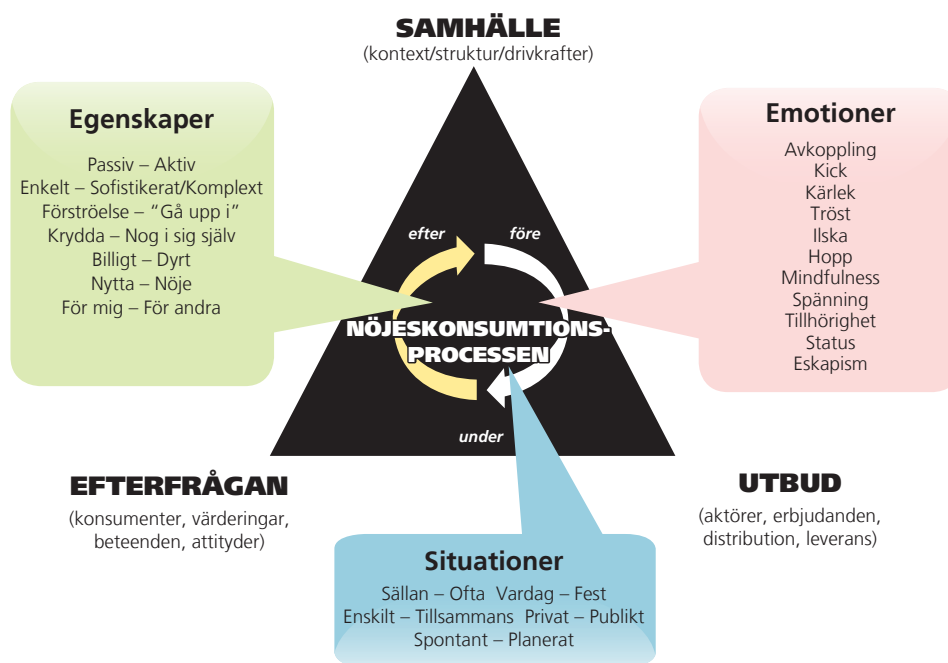 SAMHÄLLE
(kontext/struktur/drivkrafter)
Egenskaper
Passiv – Aktiv
Enkelt – Sofistikerat/Komplext
Förströelse – “Gå upp i”
Krydda – Nog i sig själv
Billigt – Dyrt
Nytta – Nöje
För mig – För andra
Emotioner
Avkoppling
Kick
Kärlek
Tröst
Ilska
Hopp
Mindfulness
Spänning
Tillhörighet
Status
Eskapism
efter
före
NÖJESKONSUMTIONS-
PROCESSEN
under
EFTERFRÅGAN
(konsumenter, värderingar,
beteenden, attityder)
UTBUD
(aktörer, erbjudanden,
distribution, leverans)
Situationer
Sällan – Ofta Vardag – Fest
Enskilt – Tillsammans Privat – Publikt
Spontant – Planerat